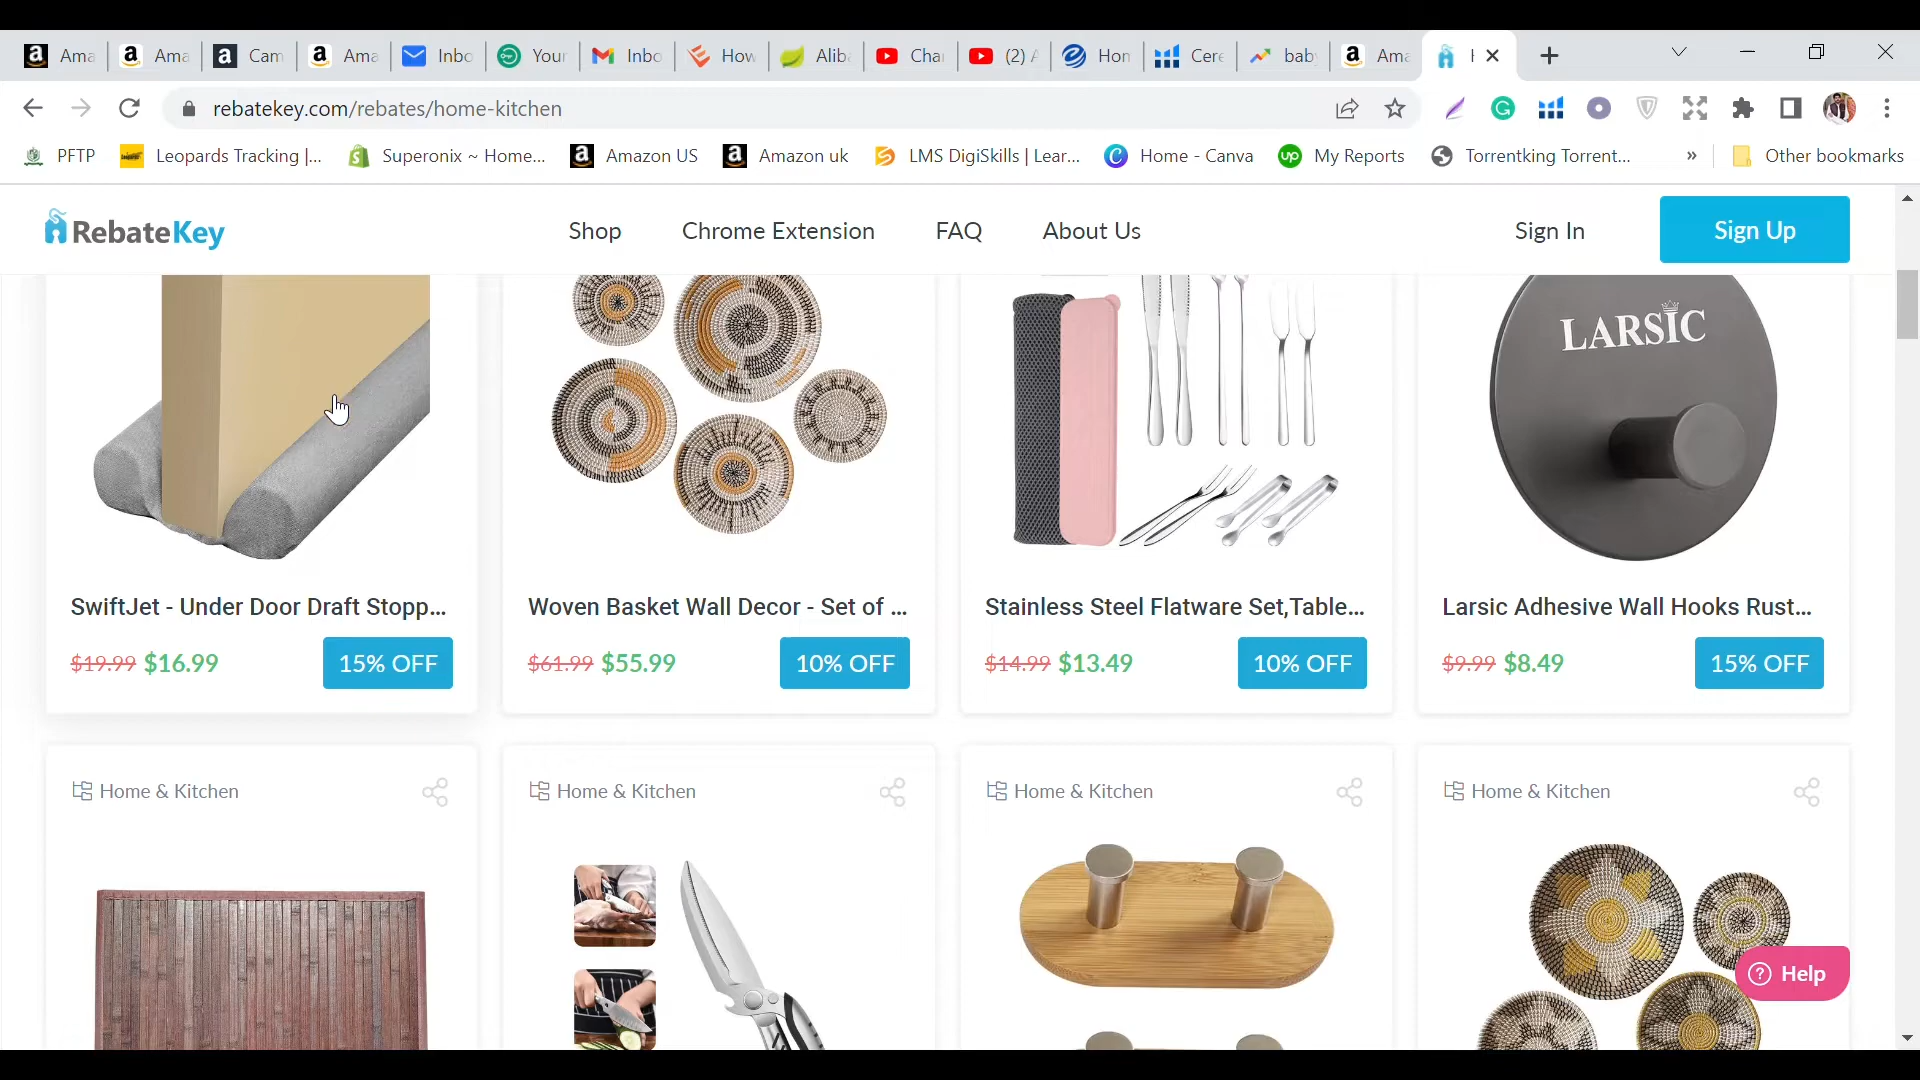 Ama
Ama
Cam
Ama
Inbo
Your
Inbo
How
Alib
Chan
(2) A
Hom
Cere
baby
Ama
rebatekey.com/rebates/home-kitchen
PFTP
Leopards Tracking |...
Superonix ~ Home...
Amazon US
Amazon uk
LMS DigiSkills | Lear...
Home - Canva
My Reports
Torrentking Torrent...
»
Other bookmarks
RebateKey
Shop
Chrome Extension
FAQ
About Us
Sign In
Sign Up
LARSIC
SwiftJet - Under Door Draft Stopp...
Woven Basket Wall Decor - Set of ...
Stainless Steel Flatware Set,Table...
Larsic Adhesive Wall Hooks Rust...
$19.99 $16.99
15% OFF
$61.99 $55.99
10% OFF
$14.99 $13.49
10% OFF
$9.99 $8.49
15% OFF
Home & Kitchen
Home & Kitchen
Home & Kitchen
Home & Kitchen
Help